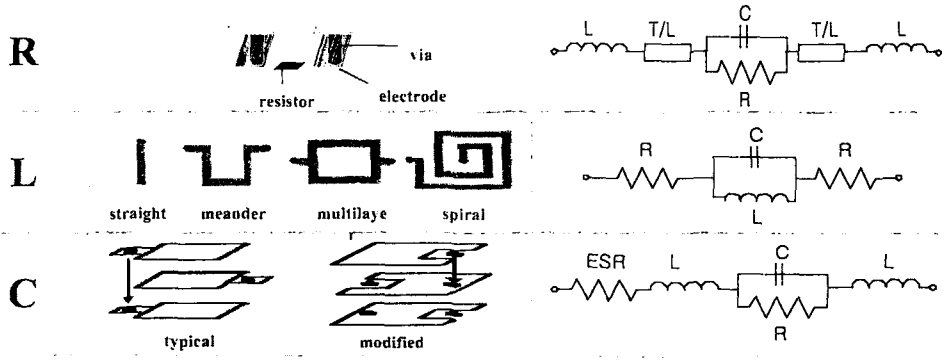 R
via
resistor
electrode
L
T/L
C
T/L
L
R
L
straight
meander
multilaye
r
spiral
R
C
R
L
C
typical
modified
ESR
L
C
L
R